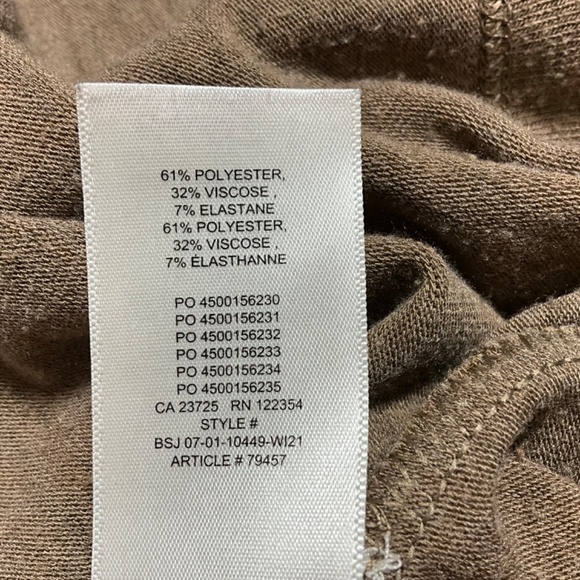 61% POLYESTER,
32% VISCOSE ,
7% ELASTANE
61% POLYESTER,
32% VISCOSE ,
7% ÉLASTHANNE
PO 4500156230
PO 4500156231
PO 4500156232
PO 4500156233
PO 4500156234
PO 4500156235
CA 23725 RN 122354
STYLE #
BSJ 07-01-10449-WI21
ARTICLE # 79457